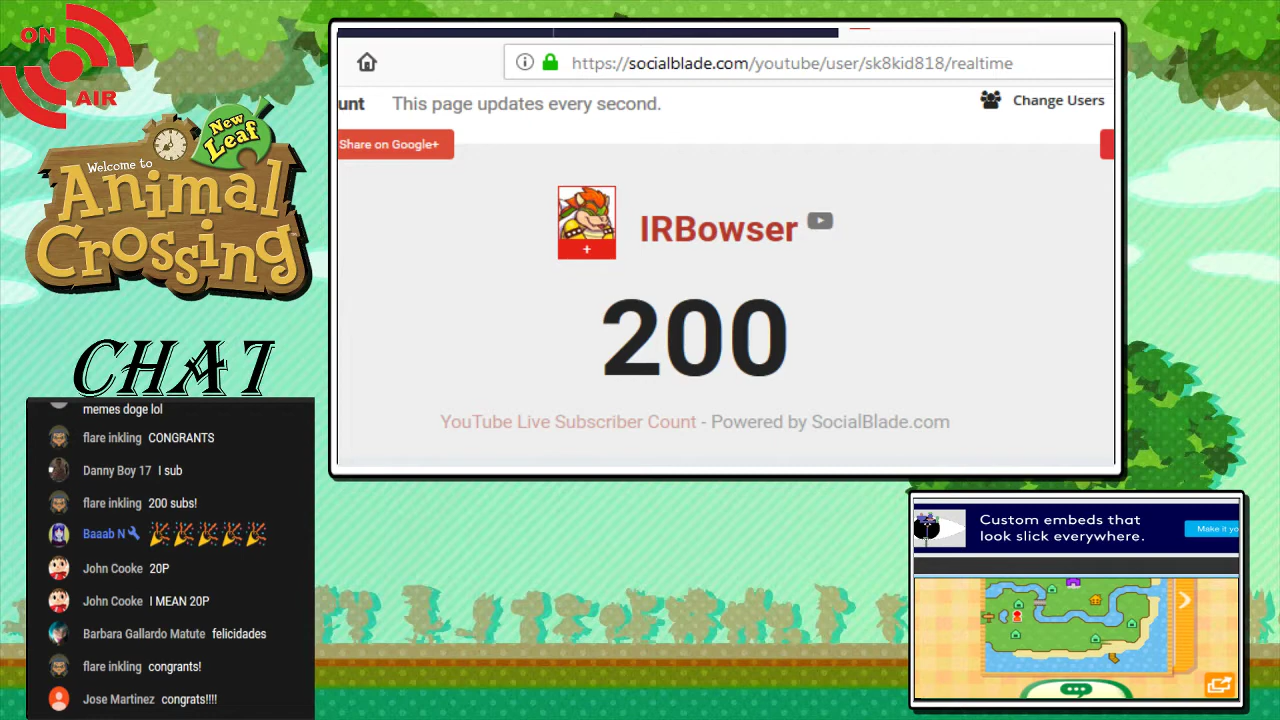 ON
AIR
Welcome to
New
Leaf
Animal
Crossing
https://socialblade.com/youtube/user/sk8kid818/realtime
unt This page updates every second.
Change Users
Share on Google+
IRBowser
+
200
YouTube Live Subscriber Count - Powered by SocialBlade.com
CHAT
memes doge lol
flare inkling CONGRANTS
Danny Boy 17 I sub
flare inkling 200 subs!
Baaab N 🎉🎉🎉🎉🎉
John Cooke 20P
John Cooke I MEAN 20P
Barbara Gallardo Matute felicidades
flare inkling congrants!
Jose Martinez congrats!!!!
Custom embeds that
look slick everywhere.
Make it yo